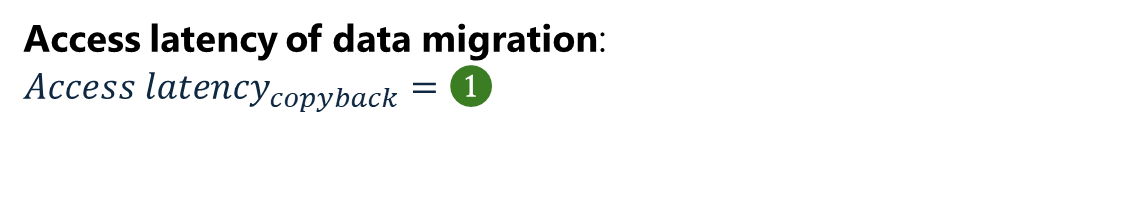 Access latency of data migration:
Access latency_copyback = 1